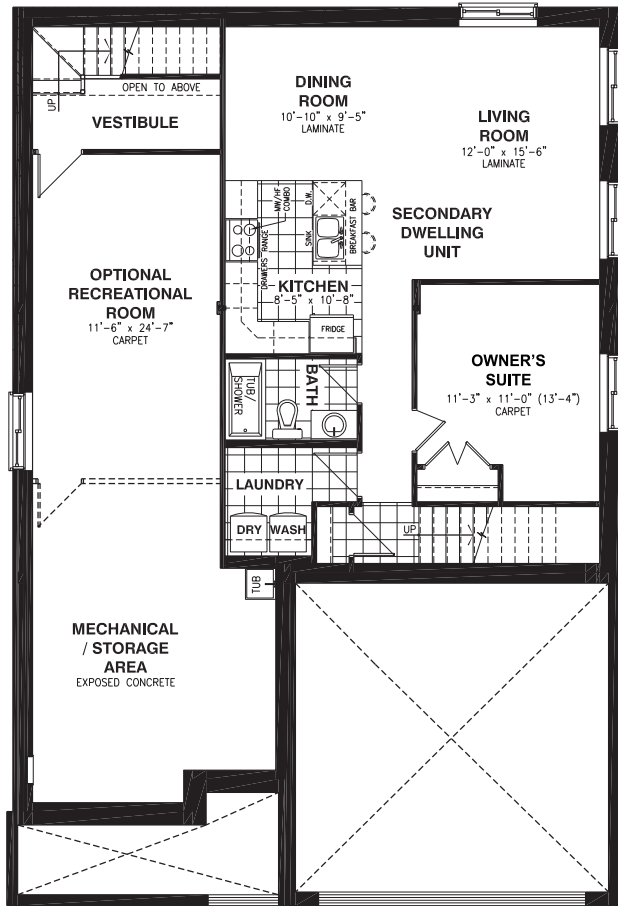 OPEN TO ABOVE
UP
VESTIBULE
DINING
ROOM
10'-10" x 9'-5"
LAMINATE
LIVING
ROOM
12'-0" x 15'-6"
LAMINATE
MW/HF
COMBO
D.W.
SINK
BREAKFAST BAR
RANGE
DRAWERS
KITCHEN
8'-5" x 10'-8"
FRIDGE
SECONDARY
DWELLING
UNIT
OPTIONAL
RECREATIONAL
ROOM
11'-6" x 24'-7"
CARPET
OWNER'S
SUITE
11'-3" x 11'-0" (13'-4")
CARPET
TUB/
SHOWER
BATH
LAUNDRY
DRY
WASH
UP
TUB
MECHANICAL
/ STORAGE
AREA
EXPOSED CONCRETE